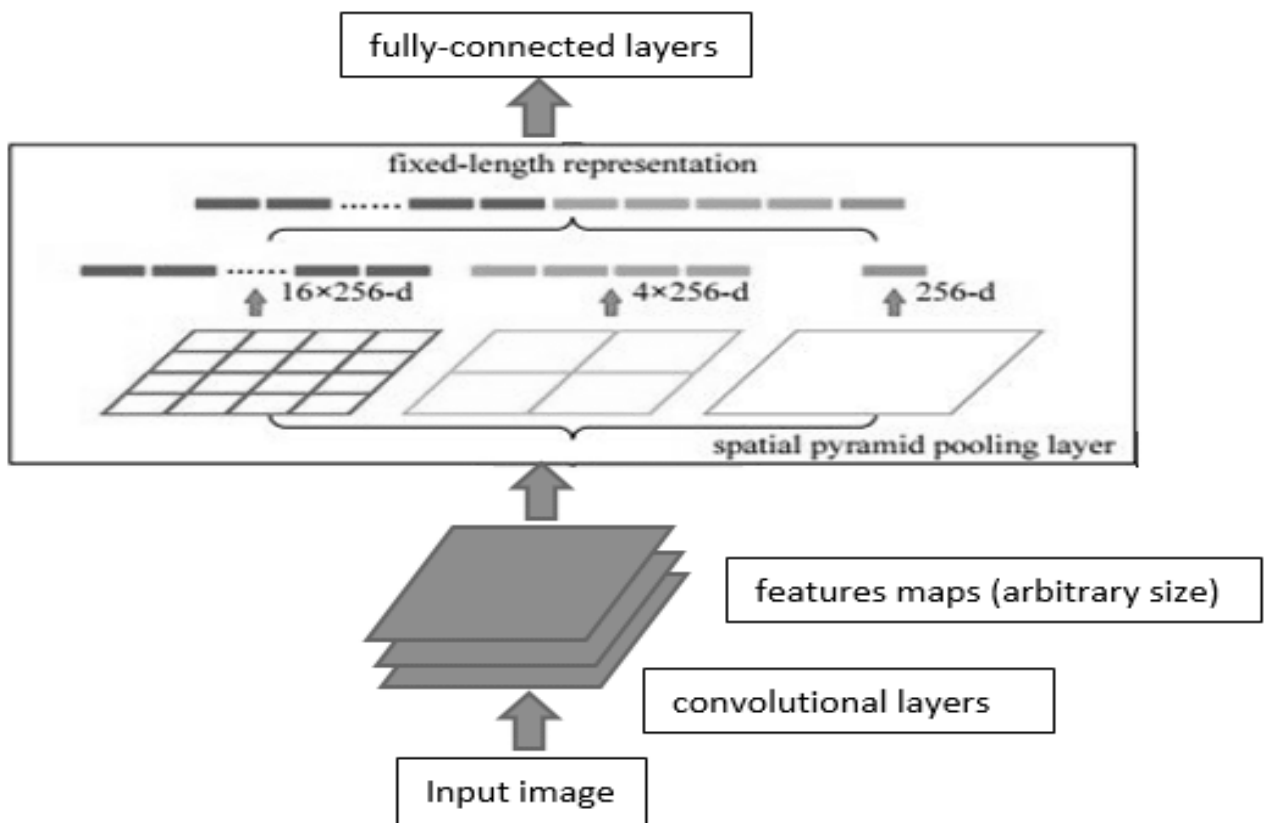 fully-connected layers
fixed-length representation
16×256-d
4×256-d
256-d
spatial pyramid pooling layer
features maps (arbitrary size)
convolutional layers
Input image